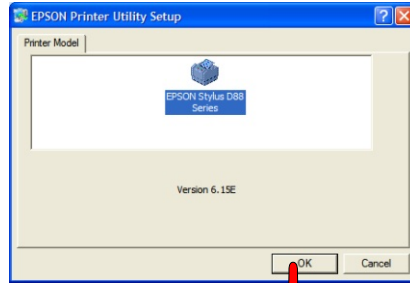 EPSON Printer Utility Setup
Printer Model
EPSON Stylus D88
Series
Version 6.15E
OK Cancel